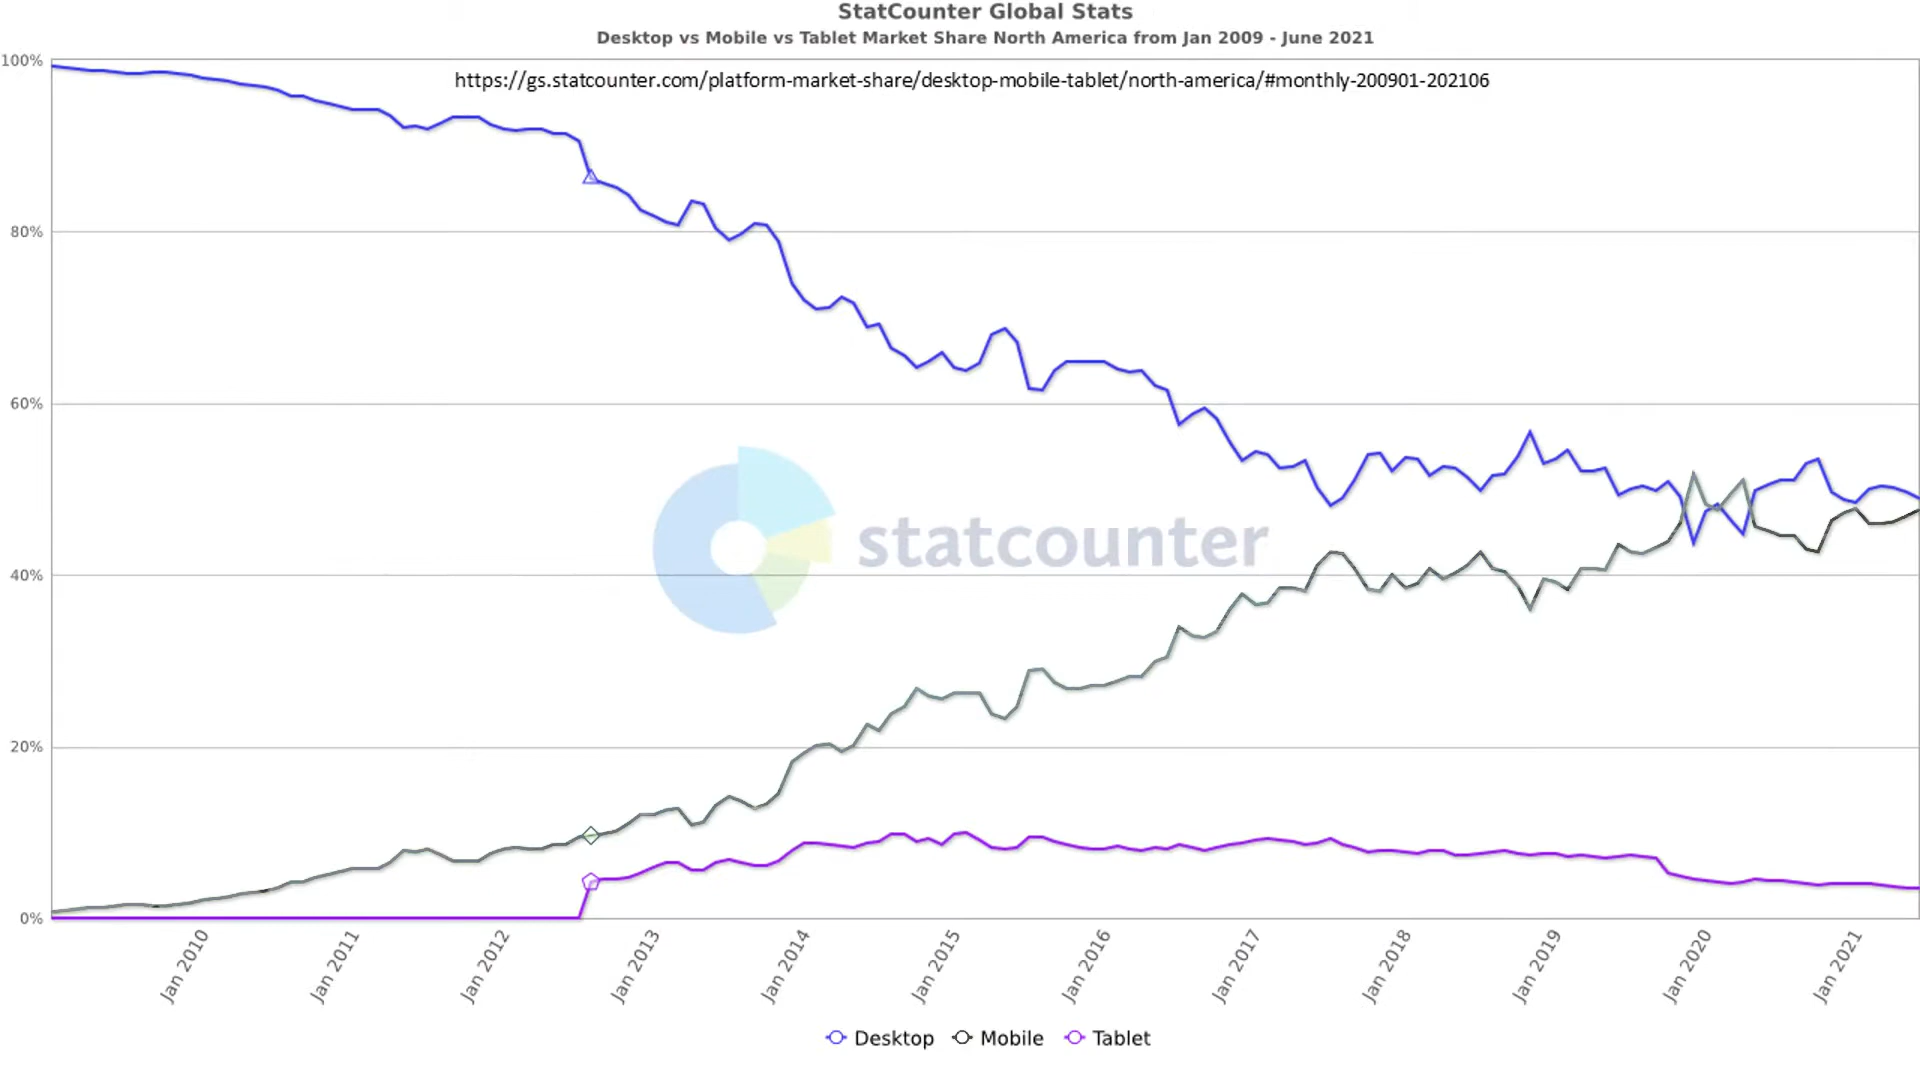 StatCounter Global Stats
Desktop vs Mobile vs Tablet Market Share North America from Jan 2009 - June 2021
https://gs.statcounter.com/platform-market-share/desktop-mobile-tablet/north-america/#monthly-200901-202106
100%
80%
60%
40%
20%
0%
statcounter
Jan 2010
Jan 2011
Jan 2012
Jan 2013
Jan 2014
Jan 2015
Jan 2016
Jan 2017
Jan 2018
Jan 2019
Jan 2020
Jan 2021
Desktop Mobile Tablet